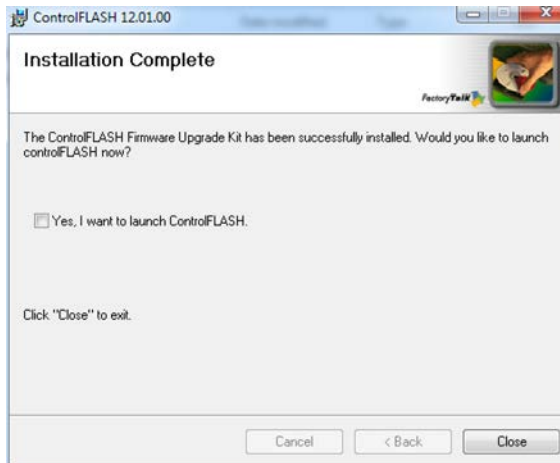 ControlFLASH 12.01.00
Installation Complete
FactoryTalk
The ControlFLASH Firmware Upgrade Kit has been successfully installed. Would you like to launch
controlFLASH now?
Yes, I want to launch ControlFLASH.
Click "Close" to exit.
Cancel
< Back
Close